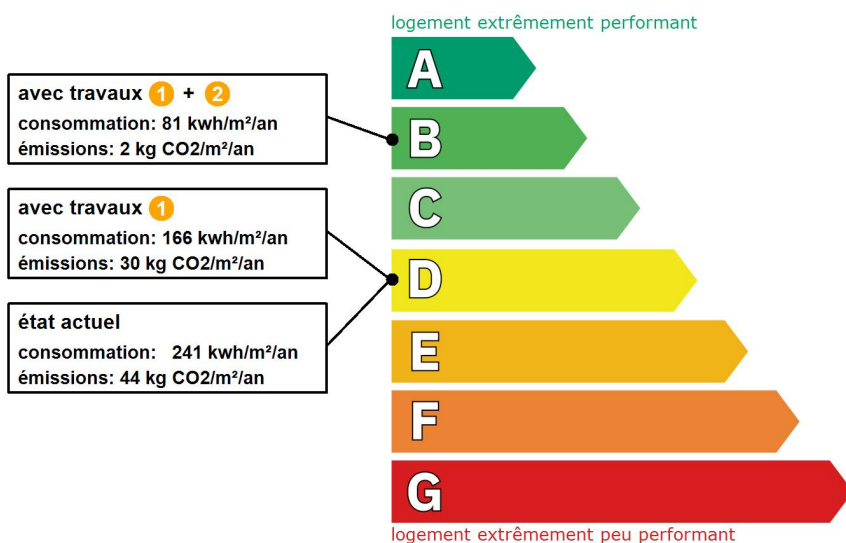 logement extrêmement performant
avec travaux 1 + 2
consommation: 81 kwh/m²/an
émissions: 2 kg CO2/m²/an
avec travaux 1
consommation: 166 kwh/m²/an
émissions: 30 kg CO2/m²/an
état actuel
consommation: 241 kwh/m²/an
émissions: 44 kg CO2/m²/an
A
B
C
D
E
F
G
logement extrêmement peu performant